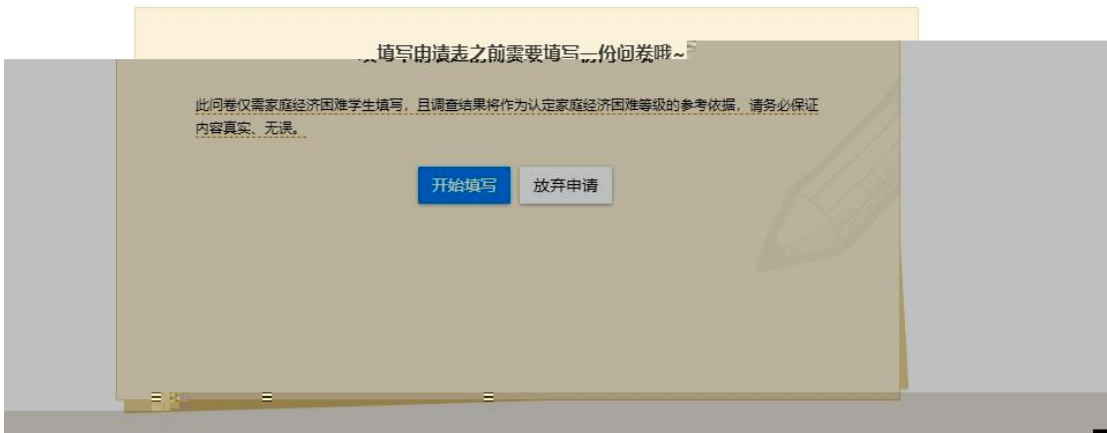 填写申请表之前需要填写一份问卷哦~
此问卷仅需家庭经济困难学生填写，且调查结果将作为认定家庭经济困难等级的参考依据，请务必保证
内容真实、无误。
开始填写 放弃申请